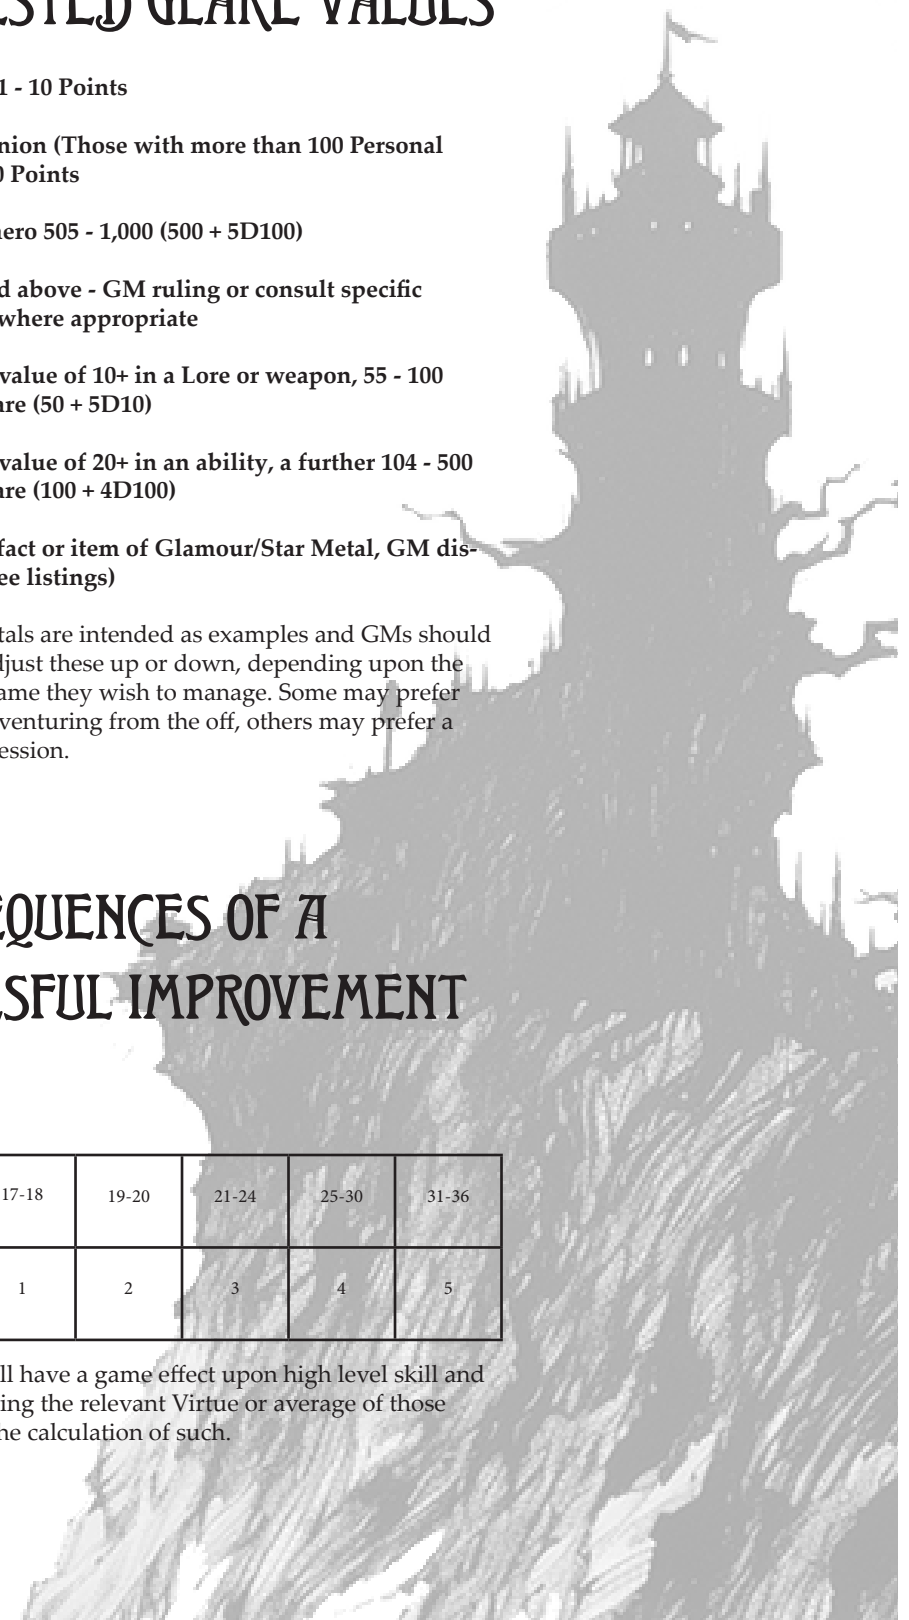 ESTED GLARE VALUES
1 - 10 Points
nion (Those with more than 100 Personal
0 Points
hero 505 - 1,000 (500 + 5D100)
d above - GM ruling or consult specific
where appropriate
value of 10+ in a Lore or weapon, 55 - 100
are (50 + 5D10)
value of 20+ in an ability, a further 104 - 500
are (100 + 4D100)
fact or item of Glamour/Star Metal, GM dis-
ee listings)
tals are intended as examples and GMs should
djust these up or down, depending upon the
ame they wish to manage. Some may prefer
venturing from the off, others may prefer a
ession.
EQUENCES OF A
SSFUL IMPROVEMENT
17-18 19-20 21-24 25-30 31-36
1 2 3 4 5
ll have a game effect upon high level skill and
ing the relevant Virtue or average of those
he calculation of such.